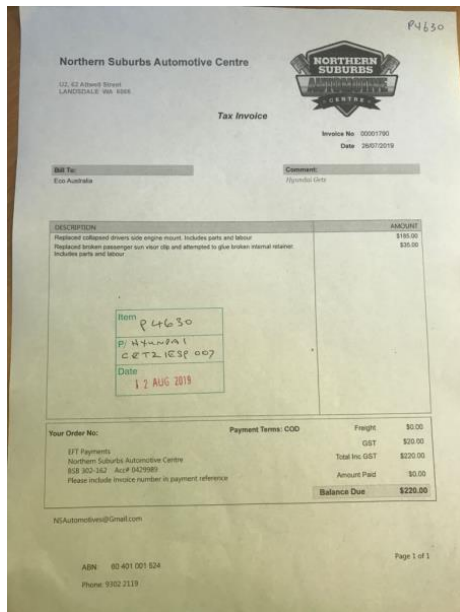 P4630
Northern Suburbs Automotive Centre
NORTHERN
SUBURBS
CENTRE
U2, 62 Attwell Street
LANDSDALE WA
Tax Invoice
Invoice No 00001790
Date 26/07/2019
Bill To:
Comment:
Eco Australia
Hyundai Getz
DESCRIPTION
AMOUNT
Replaced collapsed drivers side engine mount. Includes parts and labour
$185.00
Replaced broken passenger sun visor clip and attempted to glue broken internal retainer.
$35.00
Includes parts and labour
Item P4630
P/ HYUNDAI
GETZ 1ESP 007
Date
12 AUG 2019
Your Order No:
Payment Terms: COD
Freight $0.00
GST $20.00
Total Inc GST $220.00
Amount Paid $0.00
Balance Due $220.00
EFT Payments
Northern Suburbs Automotive Centre
BSB 302-162 Acc# 0429989
Please include invoice number in payment reference
NSAutomotives@Gmail.com
Page 1 of 1
ABN: 60 401 001 624
Phone: 9302 2119